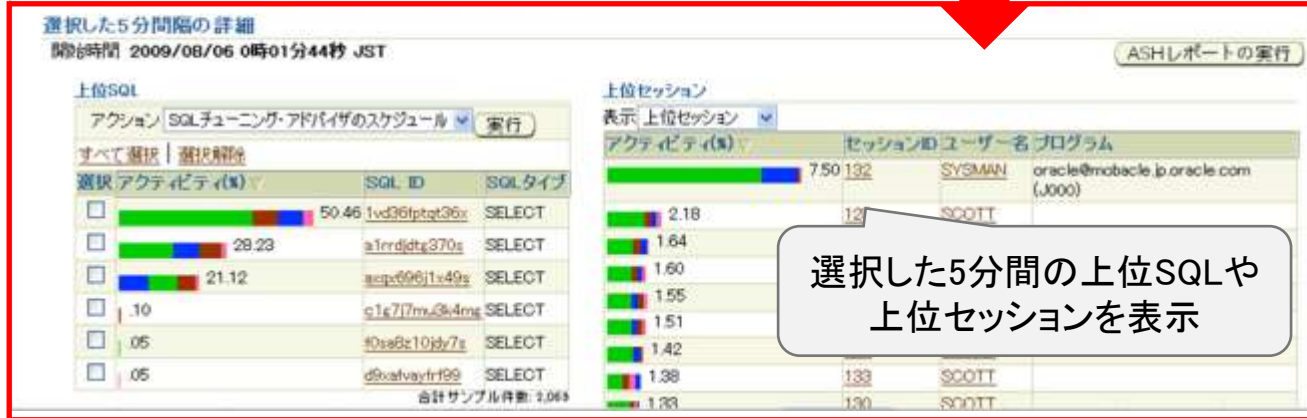 選択した5分間隔の詳細
開始時間 2009/08/06 0時01分44秒 JST
ASHレポートの実行
上位SQL
アクション SQLチューニング・アドバイザのスケジュール 実行
すべて選択 | 選択解除
選択 アクティビティ(%) SQL ID SQLタイプ
50.46 1vd36fptqt36x SELECT
28.23 a1rrdjdtg370s SELECT
21.12 SELECT
.10 SELECT
.05 SELECT
.05 SELECT
合計サンプル件数: 2,068
上位セッション
表示 上位セッション
アクティビティ(%) セッションID ユーザー名 プログラム
7.50 132 SYSMAN oracle@mobacle.jp.oracle.com
(J000)
2.18 SCOTT
1.64
1.60
1.55
1.51
1.42
1.38 133 SCOTT
1.33 130 SCOTT
選択した5分間の上位SQLや
上位セッションを表示